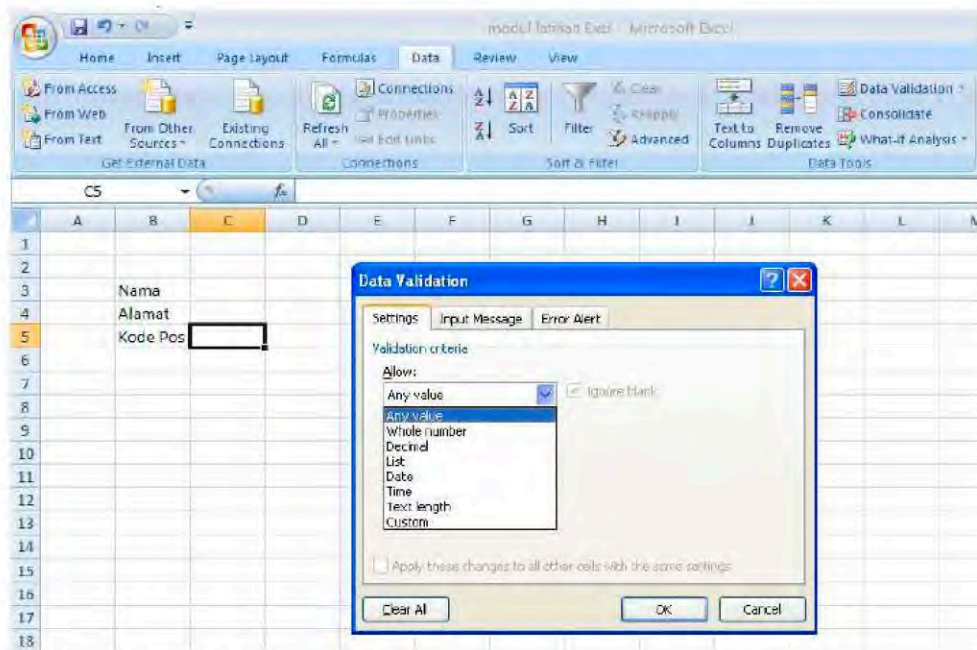 Microsoft Excel
Home Insert Page Layout Formulas Data Review View
From Access
From Web
From Text
From Other Sources
Existing Connections
Get External Data
Refresh All
Connections
Properties
Edit Links
Connections
A Z
Z A
Sort
Filter
Clear
Reapply
Advanced
Sort & Filter
Text to Columns
Remove Duplicates
Data Validation
Consolidate
What-If Analysis
Data Tools
C5 fx
A B C D E F G H I J K L
1
2
3 Nama
4 Alamat
5 Kode Pos
6
7
8
9
10
11
12
13
14
15
16
17
18
Data Validation
Settings Input Message Error Alert
Validation criteria
Allow:
Any value
Ignore blank
Any value
Whole number
Decimal
List
Date
Time
Text length
Custom
Apply these changes to all other cells with the same settings
Clear All OK Cancel